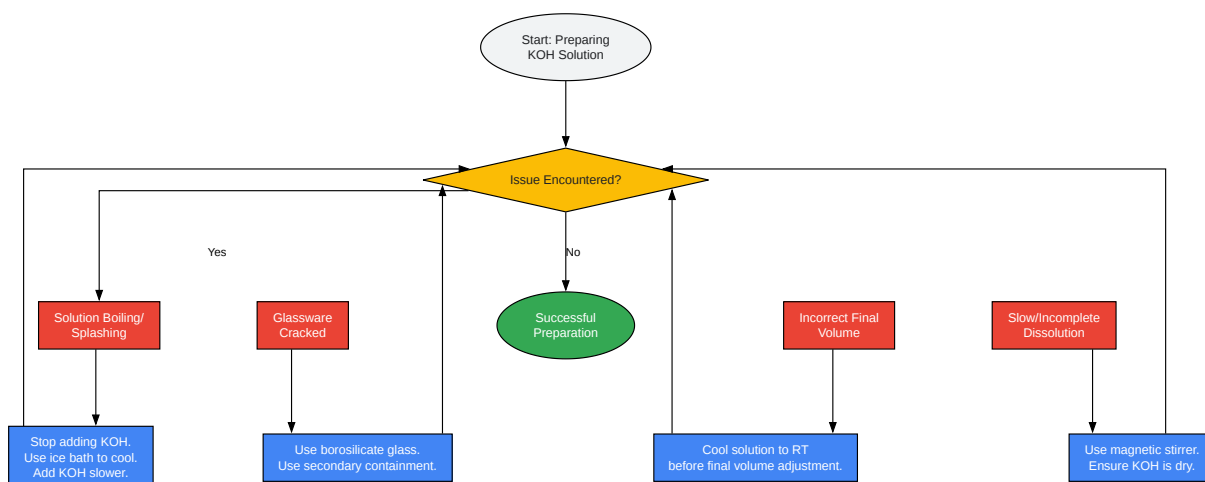 Start: Preparing
KOH Solution
Issue Encountered?
Yes
No
Solution Boiling/
Splashing
Glassware
Cracked
Successful
Preparation
Incorrect Final
Volume
Slow/Incomplete
Dissolution
Stop adding KOH.
Use ice bath to cool.
Add KOH slower.
Use borosilicate glass.
Use secondary containment.
Cool solution to RT
before final volume adjustment.
Use magnetic stirrer.
Ensure KOH is dry.